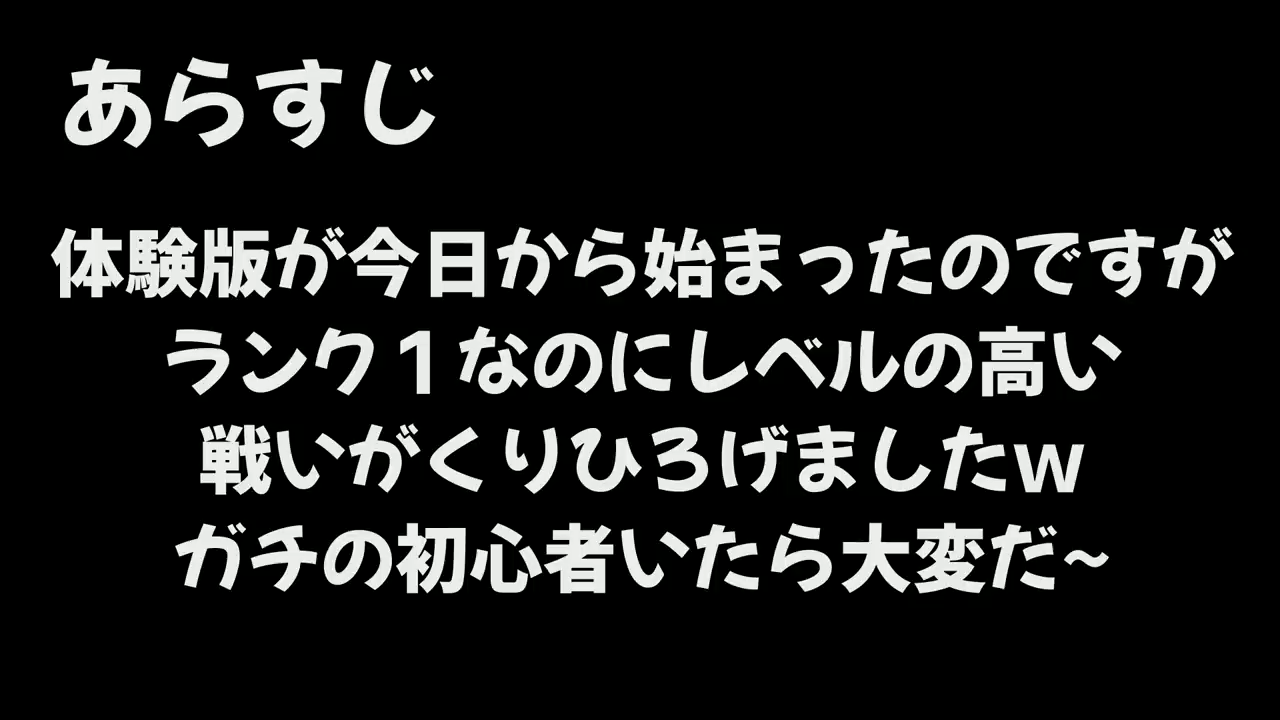 あらすじ
体験版が今日から始まったのですが
ランク１なのにレベルの高い
戦いがくりひろげましたw
ガチの初心者いたら大変だ~